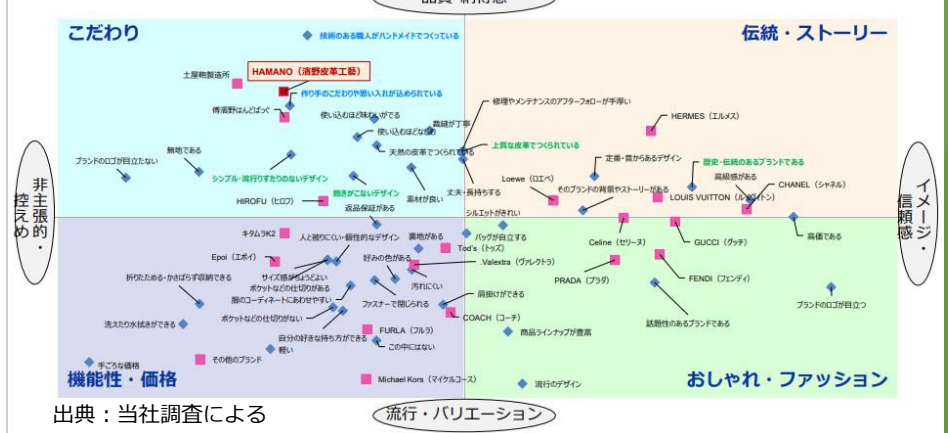 品質・納得感
こだわり
伝統・ストーリー
技術のある職人がハンドメイドでつくっている
土屋鞄製造所
HAMANO（濱野皮革工藝）
作り手のこだわりや思い入れが込められている
傳濱野はんどばっぐ
使い込むほど味わいがでる
裁縫が丁寧
修理やメンテナンスのアフターフォローが手厚い
HERMES（エルメス）
使い込むほどなじむ
天然の皮革でつくられている
上質な皮革でつくられている
無地である
ブランドのロゴが目立たない
シンプル・流行りすたりのないデザイン
飽きがこないデザイン
素材が良い
丈夫・長持ちする
定番・昔からあるデザイン
歴史・伝統のあるブランドである
高級感がある
Loewe（ロエベ）
そのブランドの背景やストーリーがある
LOUIS VUITTON（ルイヴィトン）
CHANEL（シャネル）
HIROFU（ヒロフ）
返品保証がある
シルエットがきれい
非主張的・
控えめ
イメージ・
信頼感
キタムラK2
人と被りにくい・個性的なデザイン
裏地がある
バッグが自立する
Celine（セリーヌ）
GUCCI（グッチ）
高価である
Epoi（エポイ）
好みの色がある
Tod's（トッズ）
.Valextra（ヴァレクトラ）
PRADA（プラダ）
FENDI（フェンディ）
折りたためる・かさばらず収納できる
サイズ感がちょうどよい
ポケットなどの仕切りがある
汚れにくい
服のコーディネートにあわせやすい
ファスナーで閉じられる
肩掛けができる
ブランドのロゴが目立つ
ポケットなどの仕切りがない
COACH（コーチ）
話題性のあるブランドである
洗えたり水拭きができる
自分の好きな持ち方ができる
FURLA（フルラ）
商品ラインナップが豊富
軽い
この中にはない
手ごろな価格
その他のブランド
機能性・価格
Michael Kors（マイケルコース）
流行のデザイン
おしゃれ・ファッション
出典：当社調査による
流行・バリエーション